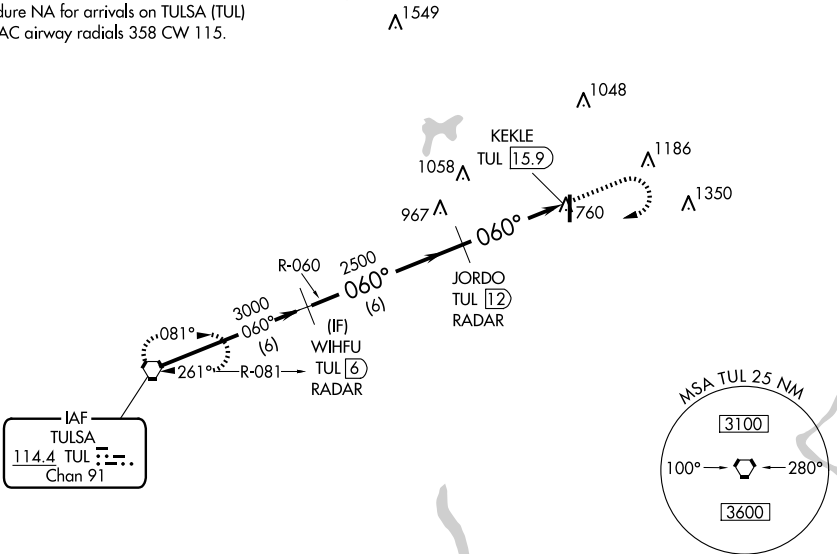 dure NA for arrivals on TULSA (TUL)
AC airway radials 358 CW 115.
1549
1048
KEKLE
TUL 15.9
1186
1058
1350
967
760
060°
R-060
2500
060°
(6)
JORDO
TUL 12
RADAR
3000
060°
(6)
(IF)
WIHFU
TUL 6
RADAR
081°
261°
R-081
IAF
TULSA
114.4 TUL
Chan 91
MSA TUL 25 NM
3100
100°
280°
3600